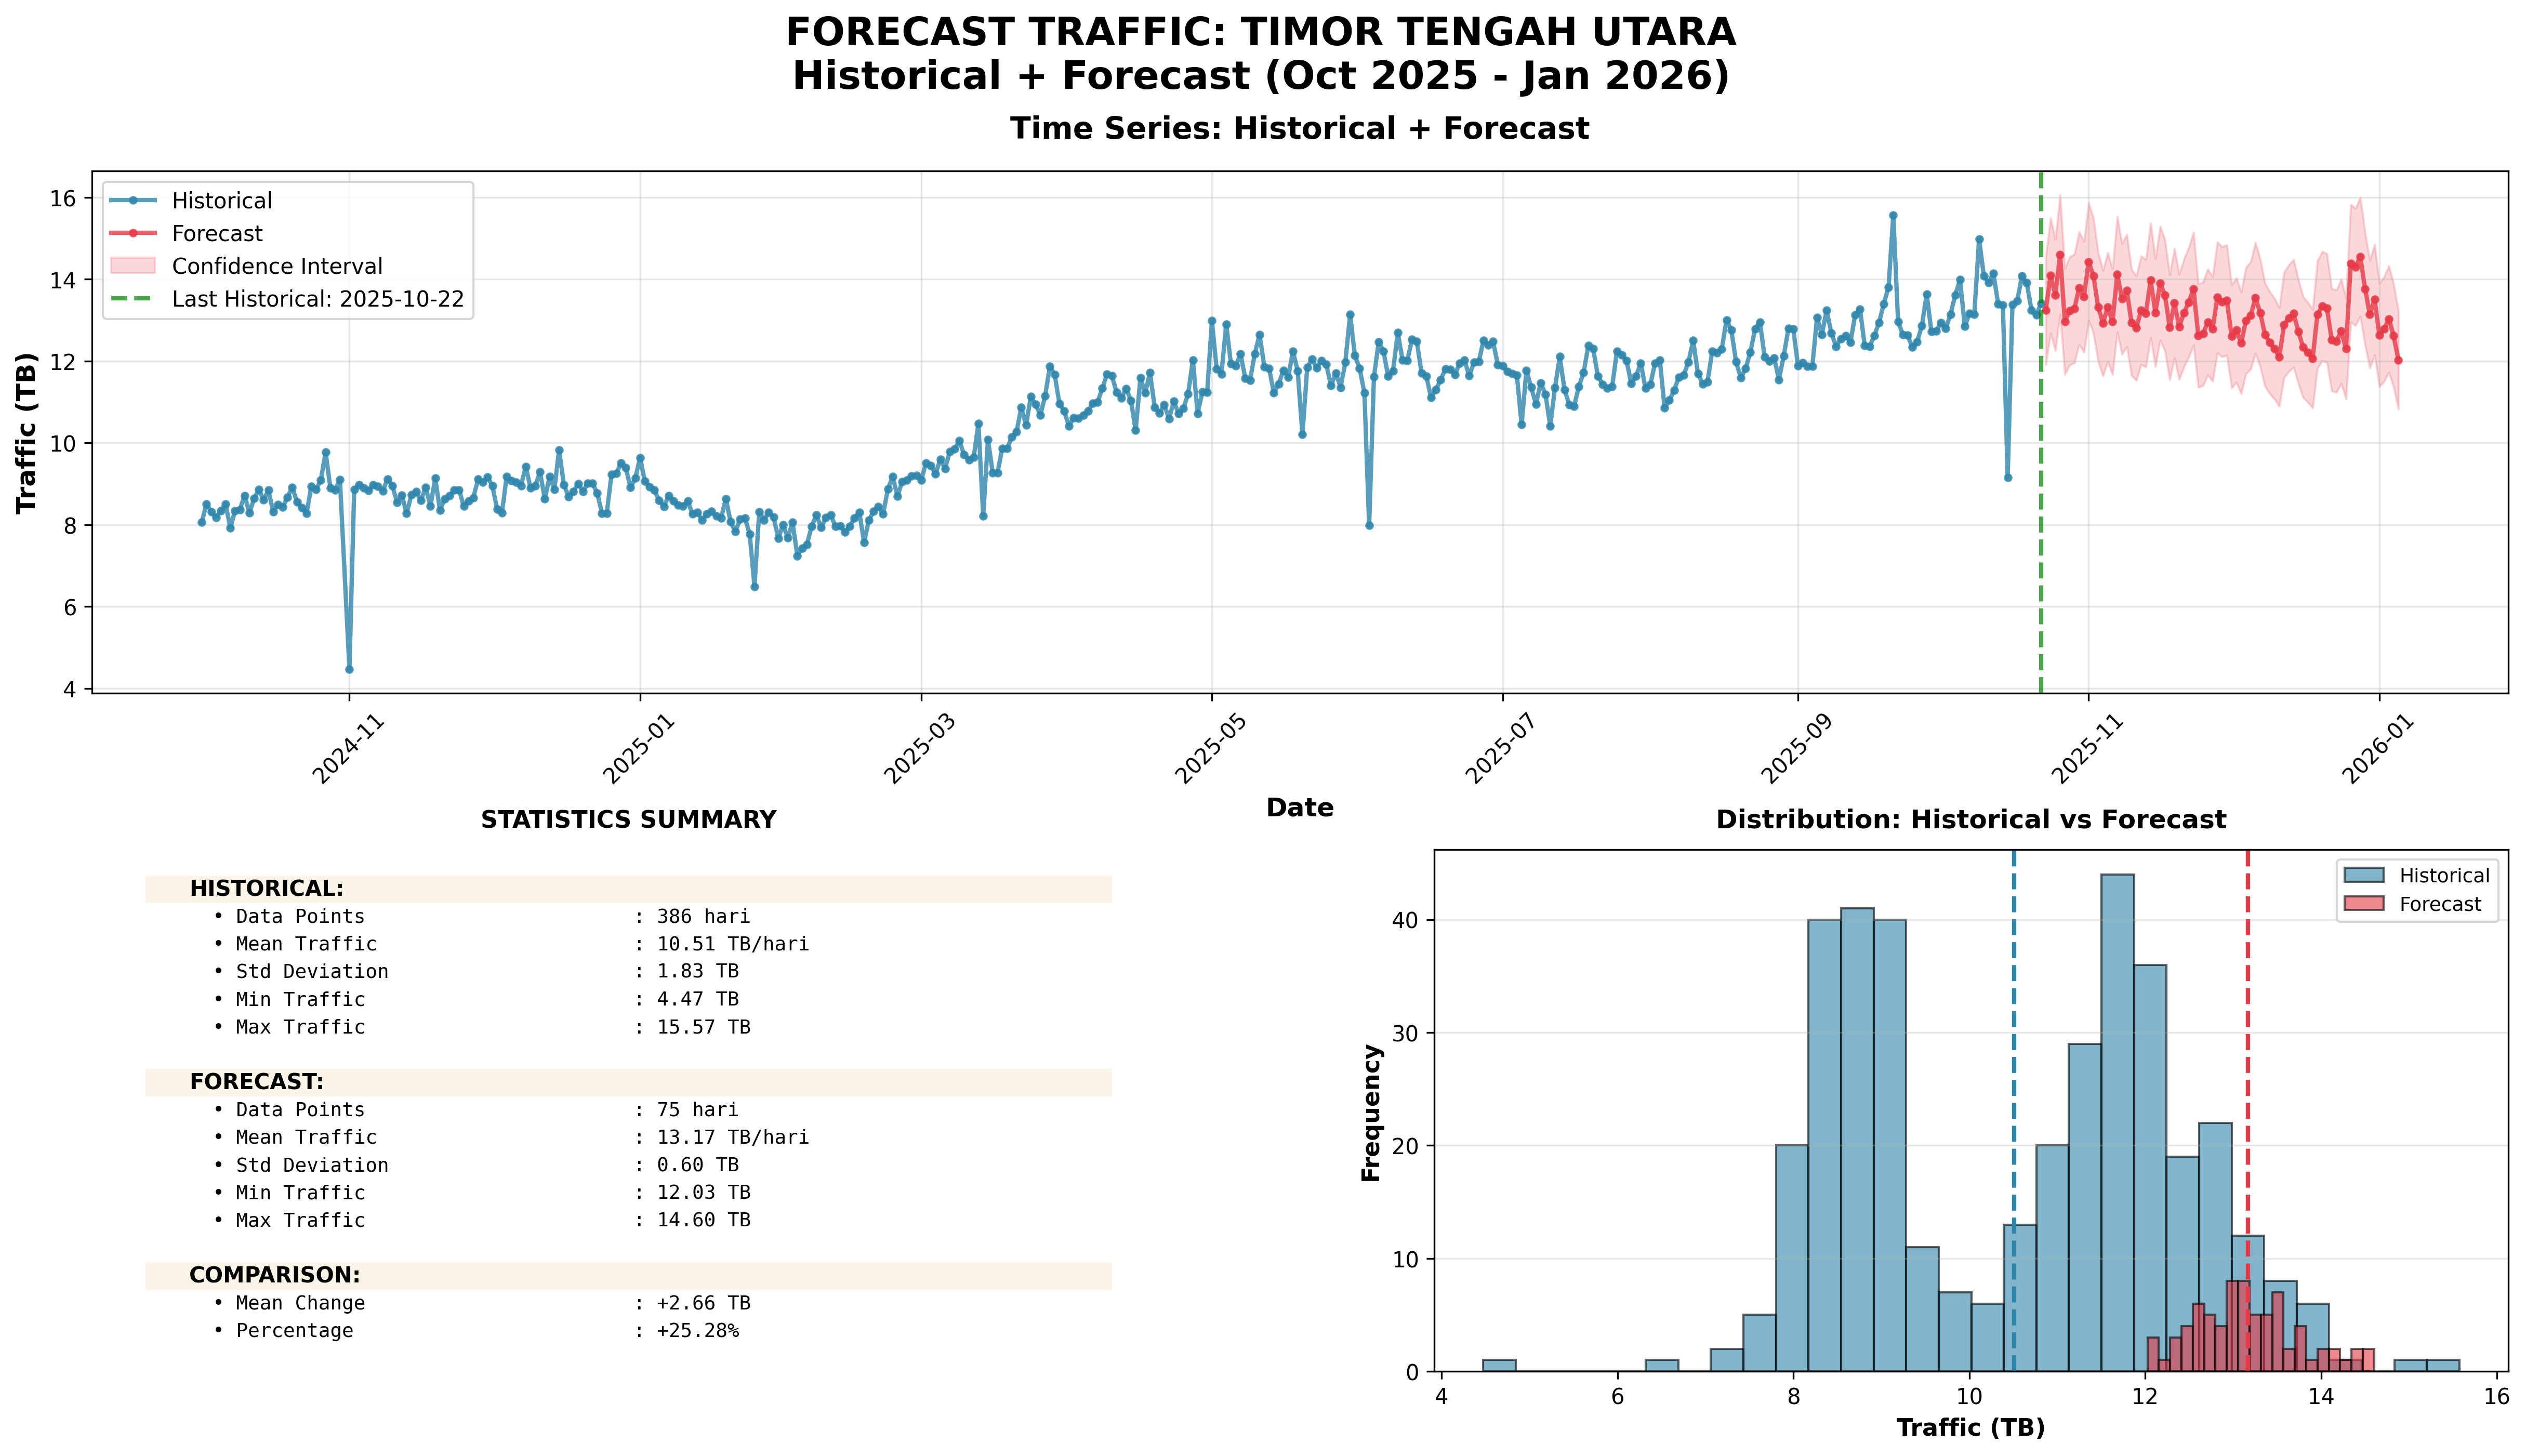 FORECAST TRAFFIC: TIMOR TENGAH UTARA
Historical + Forecast (Oct 2025 - Jan 2026)
Time Series: Historical + Forecast
Historical
Forecast
Confidence Interval
Last Historical: 2025-10-22
Traffic (TB)
16
14
12
10
8
6
4
2024-11
2025-01
2025-03
2025-05
2025-07
2025-09
2025-11
2026-01
Date
STATISTICS SUMMARY
HISTORICAL:
• Data Points : 386 hari
• Mean Traffic : 10.51 TB/hari
• Std Deviation : 1.83 TB
• Min Traffic : 4.47 TB
• Max Traffic : 15.57 TB
FORECAST:
• Data Points : 75 hari
• Mean Traffic : 13.17 TB/hari
• Std Deviation : 0.60 TB
• Min Traffic : 12.03 TB
• Max Traffic : 14.60 TB
COMPARISON:
• Mean Change : +2.66 TB
• Percentage : +25.28%
Distribution: Historical vs Forecast
Historical
Forecast
Frequency
40
30
20
10
0
4
6
8
10
12
14
16
Traffic (TB)